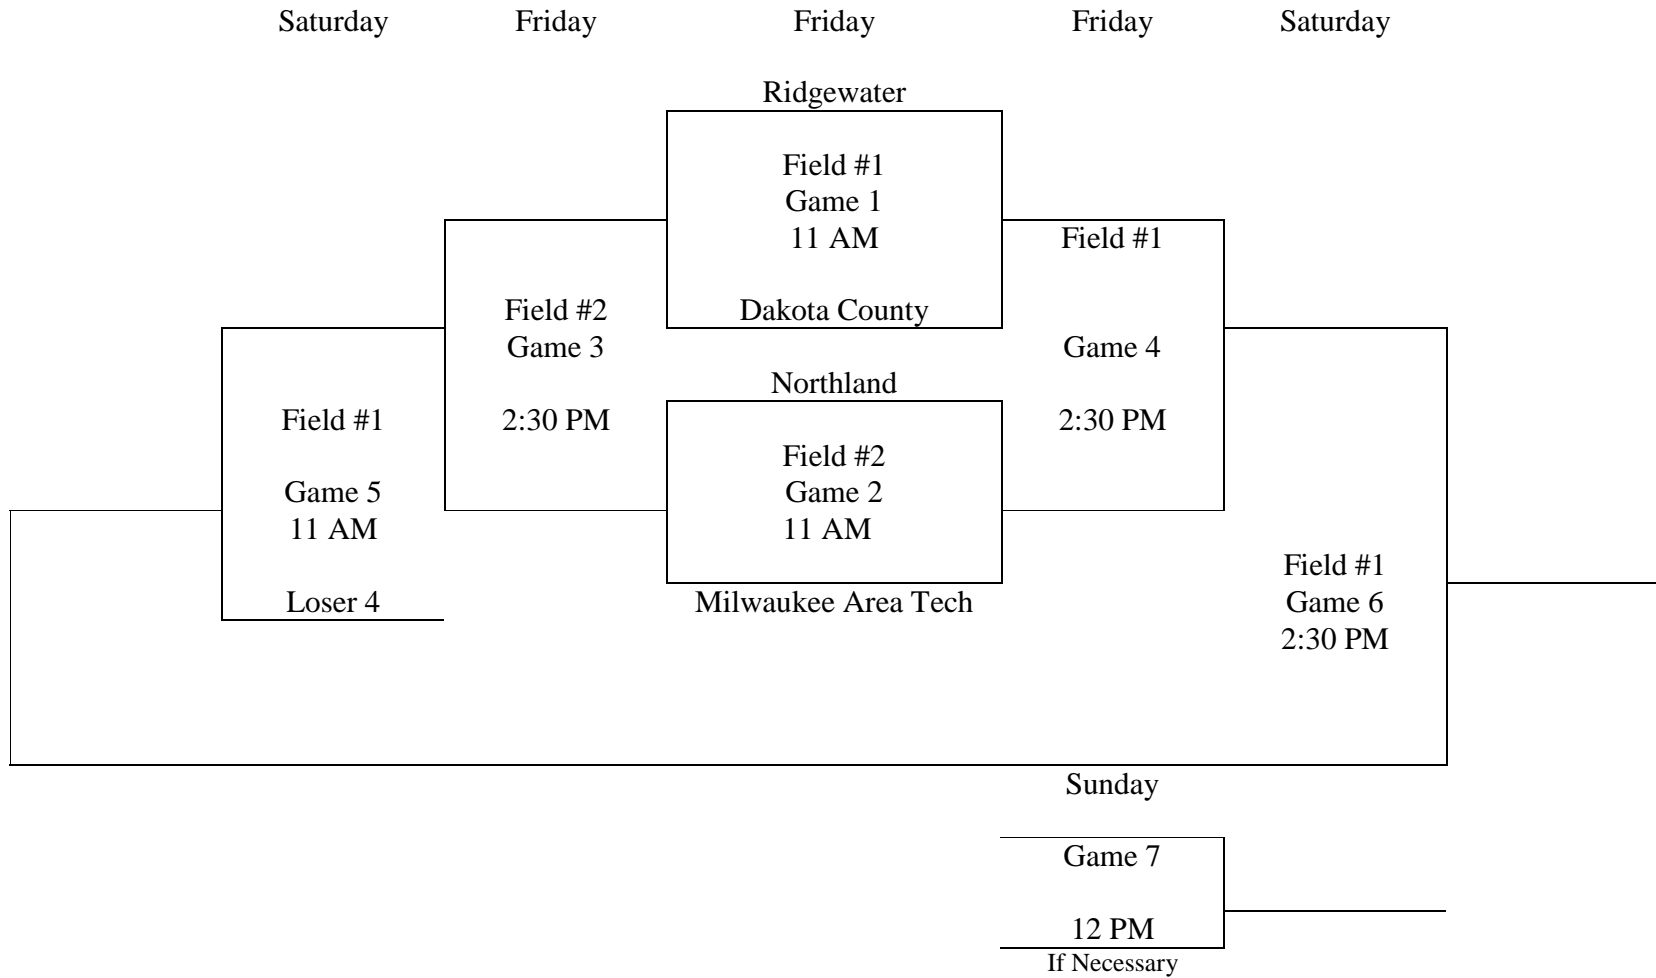 Saturday Friday Friday Friday Saturday
Ridgewater
Field #1
Game 1
11 AM
Dakota County
Field #1
Game 4
2:30 PM
Field #2
Game 3
2:30 PM
Northland
Field #2
Game 2
11 AM
Milwaukee Area Tech
Field #1
Game 5
11 AM
Loser 4
Field #1
Game 6
2:30 PM
Sunday
Game 7
12 PM
If Necessary